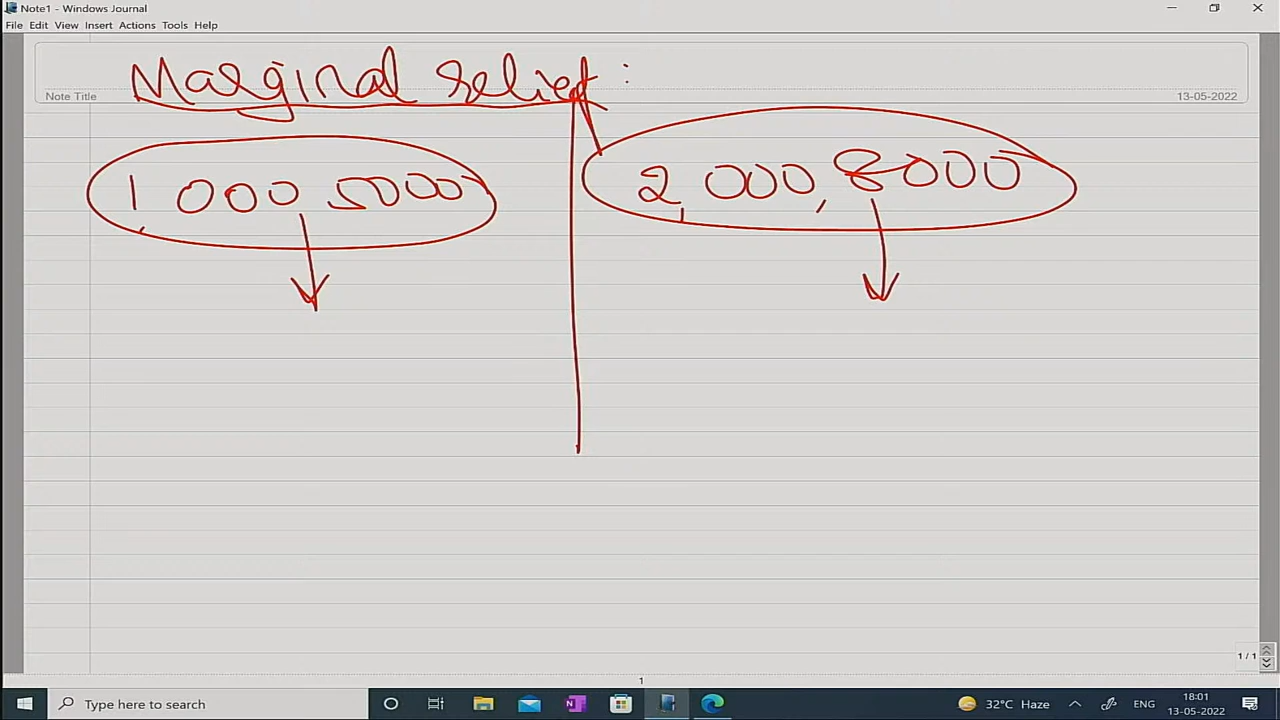 Note1 - Windows Journal
File Edit View Insert Actions Tools Help
Marginal relief :
Note Title
13-05-2022
1,000,5000
2,000,8000
1 / 1
1
Type here to search
32°C Haze
ENG
18:01
13-05-2022